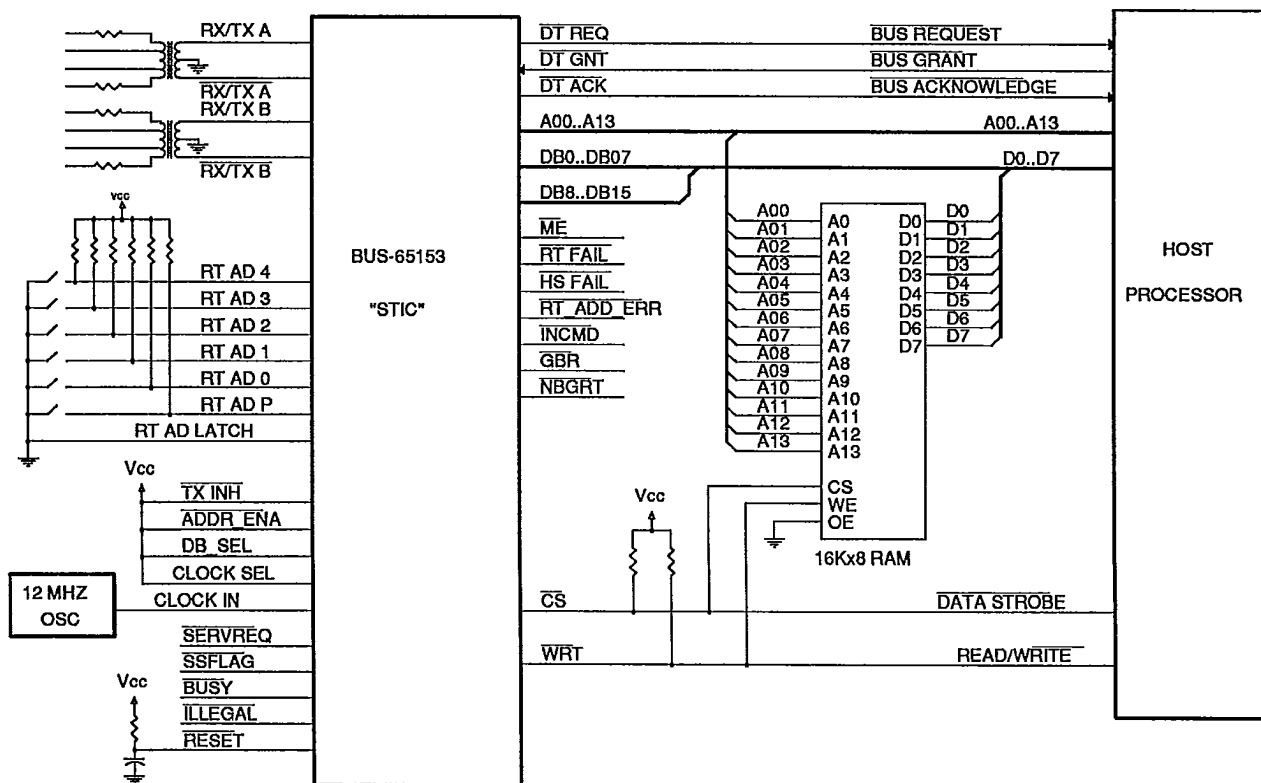 RX/TX A
RX/TX A
RX/TX B
RX/TX B
vcc
RT AD 4
RT AD 3
RT AD 2
RT AD 1
RT AD 0
RT AD P
RT AD LATCH
Vcc
TX INH
ADDR_ENA
DB_SEL
CLOCK SEL
12 MHZ
OSC
CLOCK IN
SERVREQ
SSFLAG
Vcc
BUSY
ILLEGAL
RESET
BUS-65153
"STIC"
DT REQ
DT GNT
DT ACK
A00..A13
DB0..DB07
DB8..DB15
ME
RT FAIL
HS FAIL
RT_ADD_ERR
INCMD
GBR
NBGRT
CS
WRT
BUS REQUEST
BUS GRANT
BUS ACKNOWLEDGE
A00..A13
D0..D7
A00
A01
A02
A03
A04
A05
A06
A07
A08
A09
A10
A11
A12
A13
A0
A1
A2
A3
A4
A5
A6
A7
A8
A9
A10
A11
A12
A13
CS
WE
OE
D0
D1
D2
D2
D3
D4
D5
D6
D7
D0
D1
D2
D3
D4
D5
D6
D7
16Kx8 RAM
Vcc
DATA STROBE
READ/WRITE
HOST
PROCESSOR